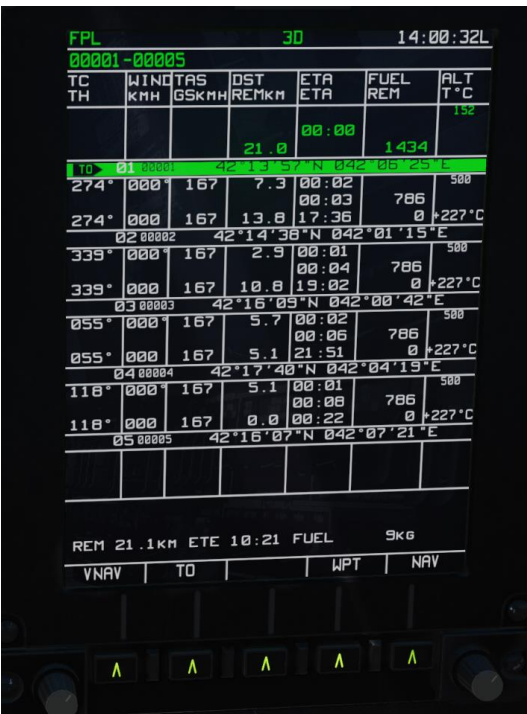 FPL 3D 14:00:32L
00001-00005
TC WIND TAS DST ETA FUEL ALT
TH KMH GSKMH REMKM ETA REM T°C
152
00:00
21.0 1434
TO 01 00001 42°13'57"N 042°06'25"E
274° 000° 167 7.3 00:02 500
00:03 786
274° 000 167 13.8 17:36 0 +227°C
02 00002 42°14'38"N 042°01'15"E
339° 000° 167 2.9 00:01 500
00:04 786
339° 000 167 10.8 19:02 0 +227°C
03 00003 42°16'09"N 042°00'42"E
055° 000° 167 5.7 00:02 500
00:06 786
055° 000 167 5.1 21:51 0 +227°C
04 00004 42°17'40"N 042°04'19"E
118° 000° 167 5.1 00:01 500
00:08 786
118° 000 167 0.0 00:22 0 +227°C
05 00005 42°16'07"N 042°07'21"E
REM 21.1KM ETE 10:21 FUEL 9KG
VNAV TO WPT NAV